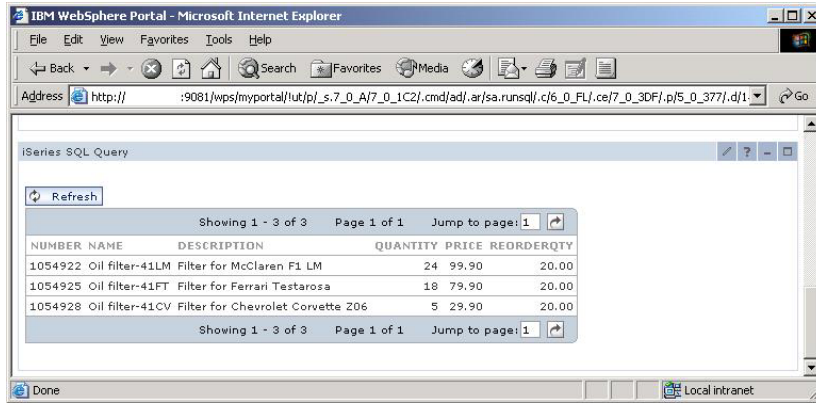 IBM WebSphere Portal - Microsoft Internet Explorer
File Edit View Favorites Tools Help
Back Search Favorites Media
Address http:// :9081/wps/myportal/!ut/p/_s.7_0_A/7_0_1C2/.cmd/ad/.ar/sa.runsql/.c/6_0_FL/.ce/7_0_3DF/.p/5_0_377/.d/1 Go
iSeries SQL Query ? 
Refresh
Showing 1 - 3 of 3 Page 1 of 1 Jump to page: 1
NUMBER NAME DESCRIPTION QUANTITY PRICE REORDERQTY
1054922 Oil filter-41LM Filter for McClaren F1 LM 24 99.90 20.00
1054925 Oil filter-41FT Filter for Ferrari Testarosa 18 79.90 20.00
1054928 Oil filter-41CV Filter for Chevrolet Corvette Z06 5 29.90 20.00
Showing 1 - 3 of 3 Page 1 of 1 Jump to page: 1
Done Local intranet